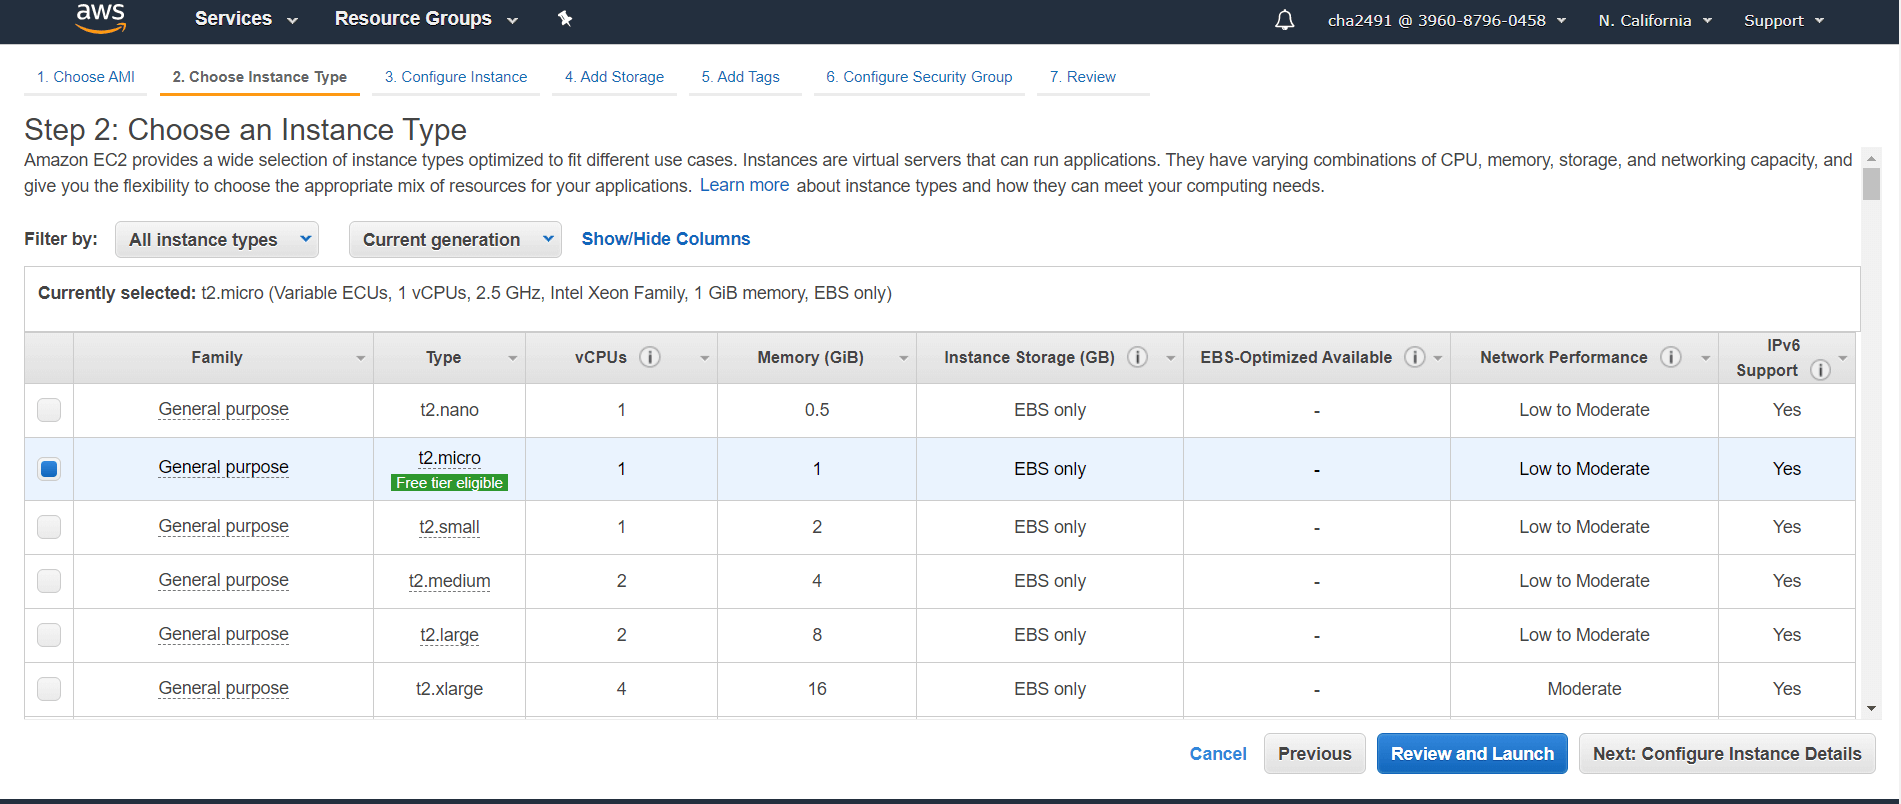 aws Services Resource Groups cha2491 @ 3960-8796-0458 N. California Support
1. Choose AMI 2. Choose Instance Type 3. Configure Instance 4. Add Storage 5. Add Tags 6. Configure Security Group 7. Review
Step 2: Choose an Instance Type
Amazon EC2 provides a wide selection of instance types optimized to fit different use cases. Instances are virtual servers that can run applications. They have varying combinations of CPU, memory, storage, and networking capacity, and
give you the flexibility to choose the appropriate mix of resources for your applications. Learn more about instance types and how they can meet your computing needs.
Filter by: All instance types Current generation Show/Hide Columns
Currently selected: t2.micro (Variable ECUs, 1 vCPUs, 2.5 GHz, Intel Xeon Family, 1 GiB memory, EBS only)
Family Type vCPUs i Memory (GiB) Instance Storage (GB) i EBS-Optimized Available i Network Performance i IPv6
Support i
General purpose t2.nano 1 0.5 EBS only - Low to Moderate Yes
General purpose t2.micro 1 1 EBS only - Low to Moderate Yes
Free tier eligible
General purpose t2.small 1 2 EBS only - Low to Moderate Yes
General purpose t2.medium 2 4 EBS only - Low to Moderate Yes
General purpose t2.large 2 8 EBS only - Low to Moderate Yes
General purpose t2.xlarge 4 16 EBS only - Moderate Yes
Cancel Previous Review and Launch Next: Configure Instance Details